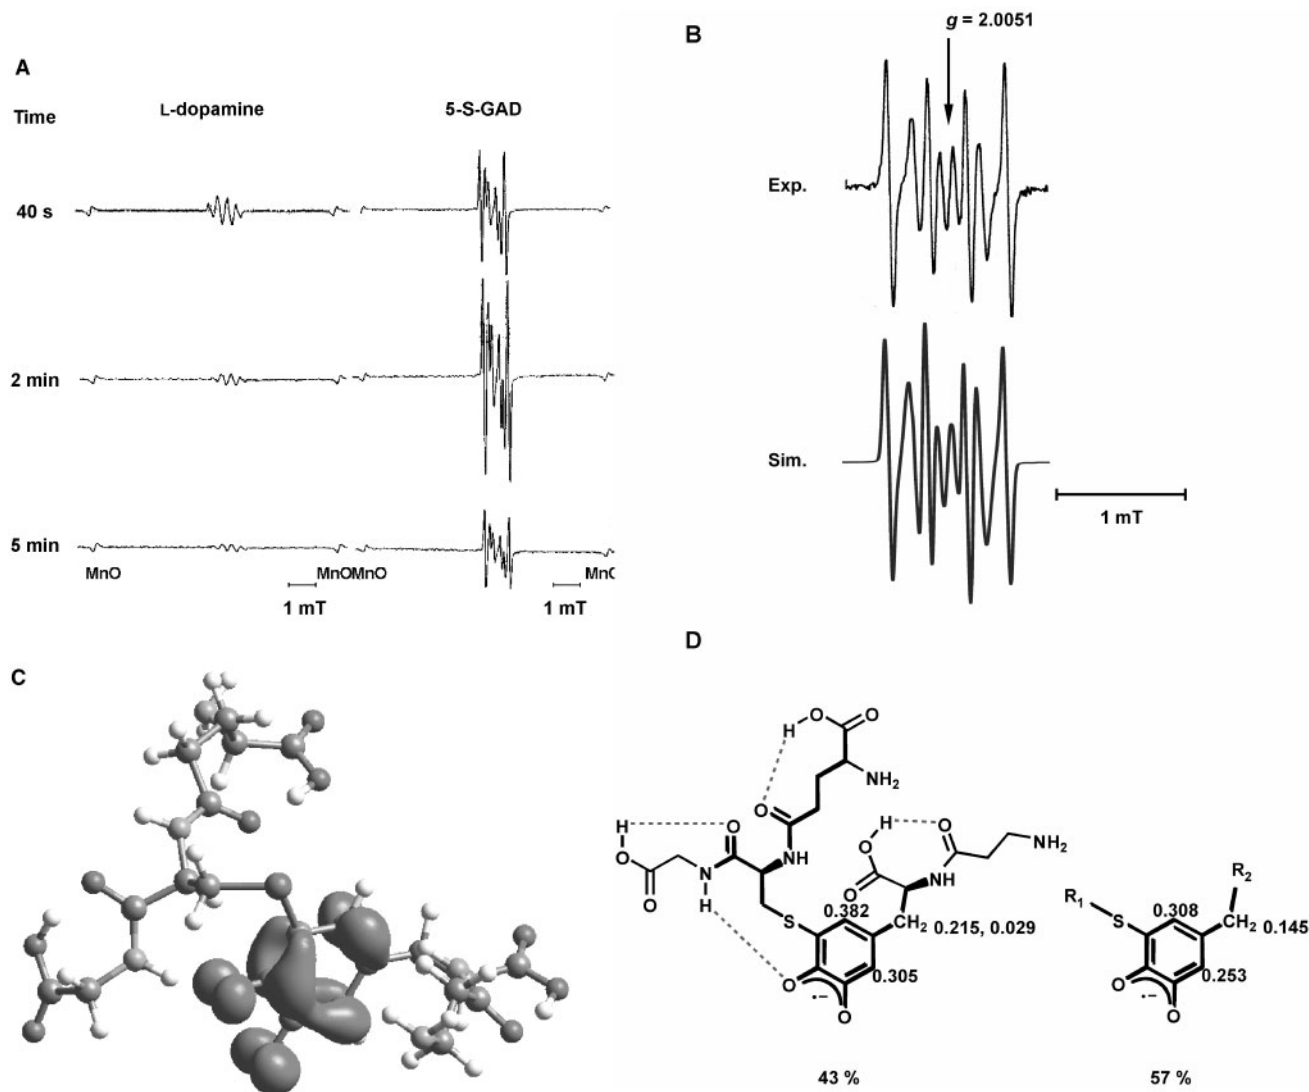 A
Time
L-dopamine
5-S-GAD
40 s
2 min
5 min
MnO
MnO
MnO
MnO
1 mT
1 mT
B
g = 2.0051
Exp.
Sim.
1 mT
C
D
H
O
O
H
O
NH2
O
O
H
O
O
NH
H
O
O
NH2
O
N
H
O
NH
S
0.382
CH2
0.215, 0.029
O
0.305
O
•−
43 %
R2
R1
S
0.308
CH2
0.145
O
0.253
O
•−
57 %